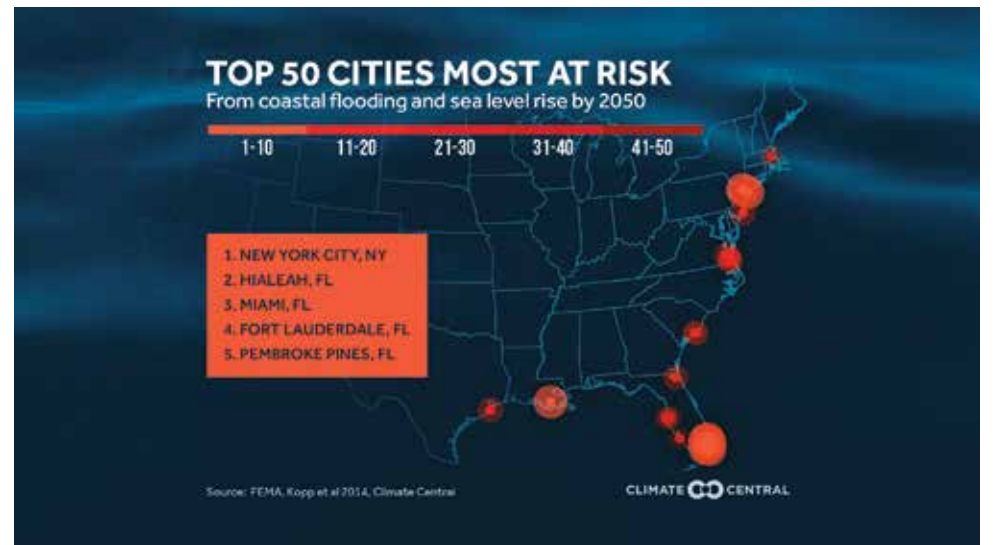 TOP 50 CITIES MOST AT RISK
From coastal flooding and sea level rise by 2050
1-10 11-20 21-30 31-40 41-50
1. NEW YORK CITY, NY
2. HIALEAH, FL
3. MIAMI, FL
4. FORT LAUDERDALE, FL
5. PEMBROKE PINES, FL
Source: FEMA, Kopp et al 2014, Climate Central
CLIMATE CENTRAL